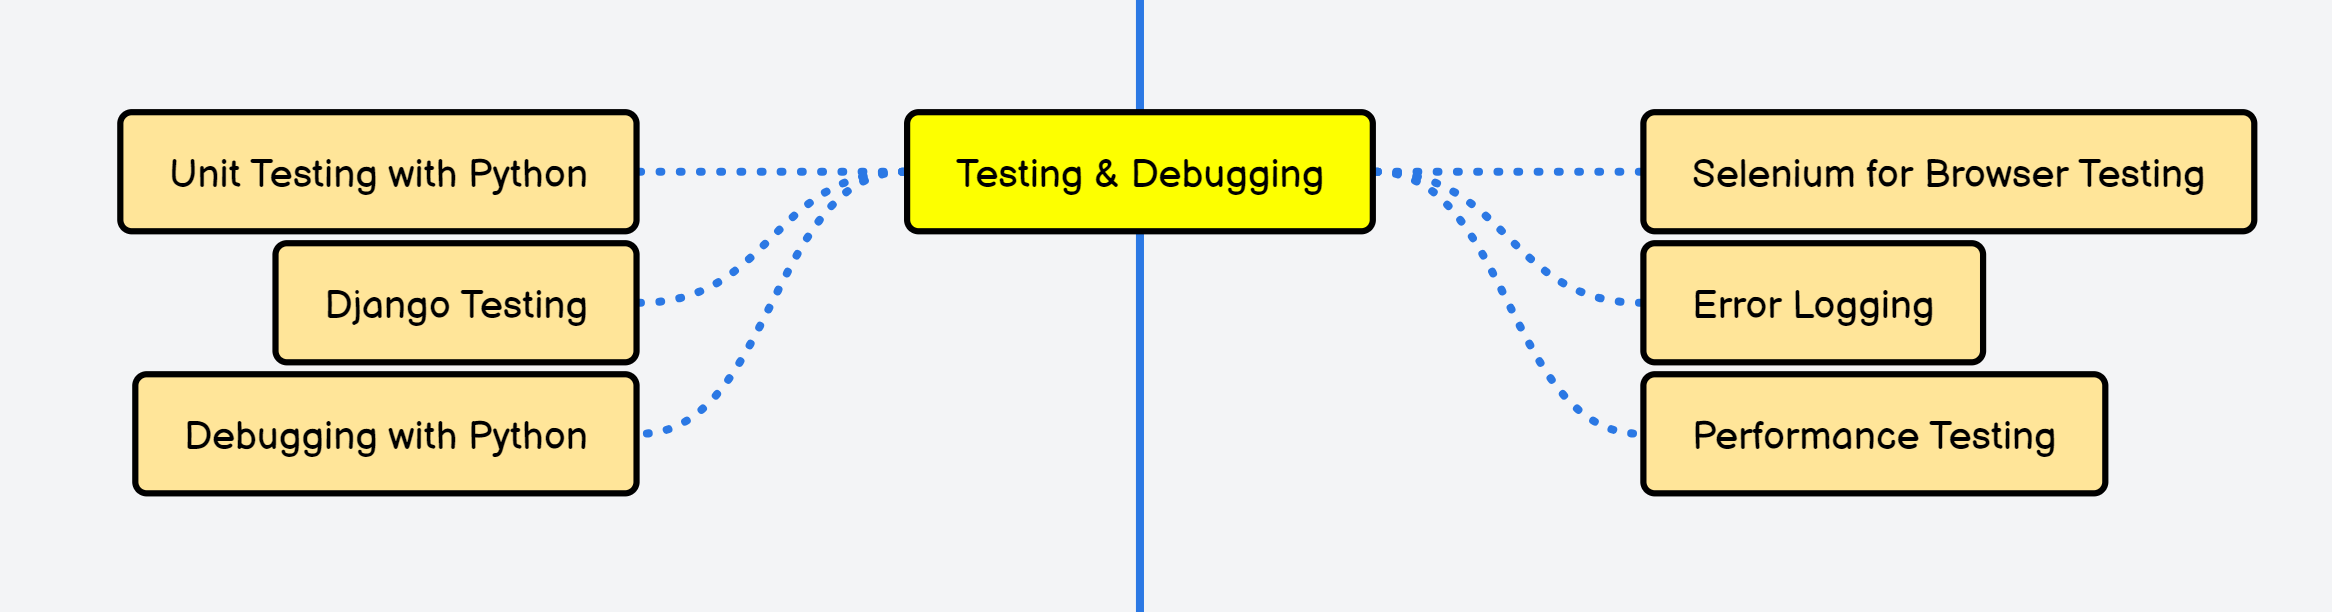 Unit Testing with Python
Testing & Debugging
Selenium for Browser Testing
Django Testing
Error Logging
Debugging with Python
Performance Testing